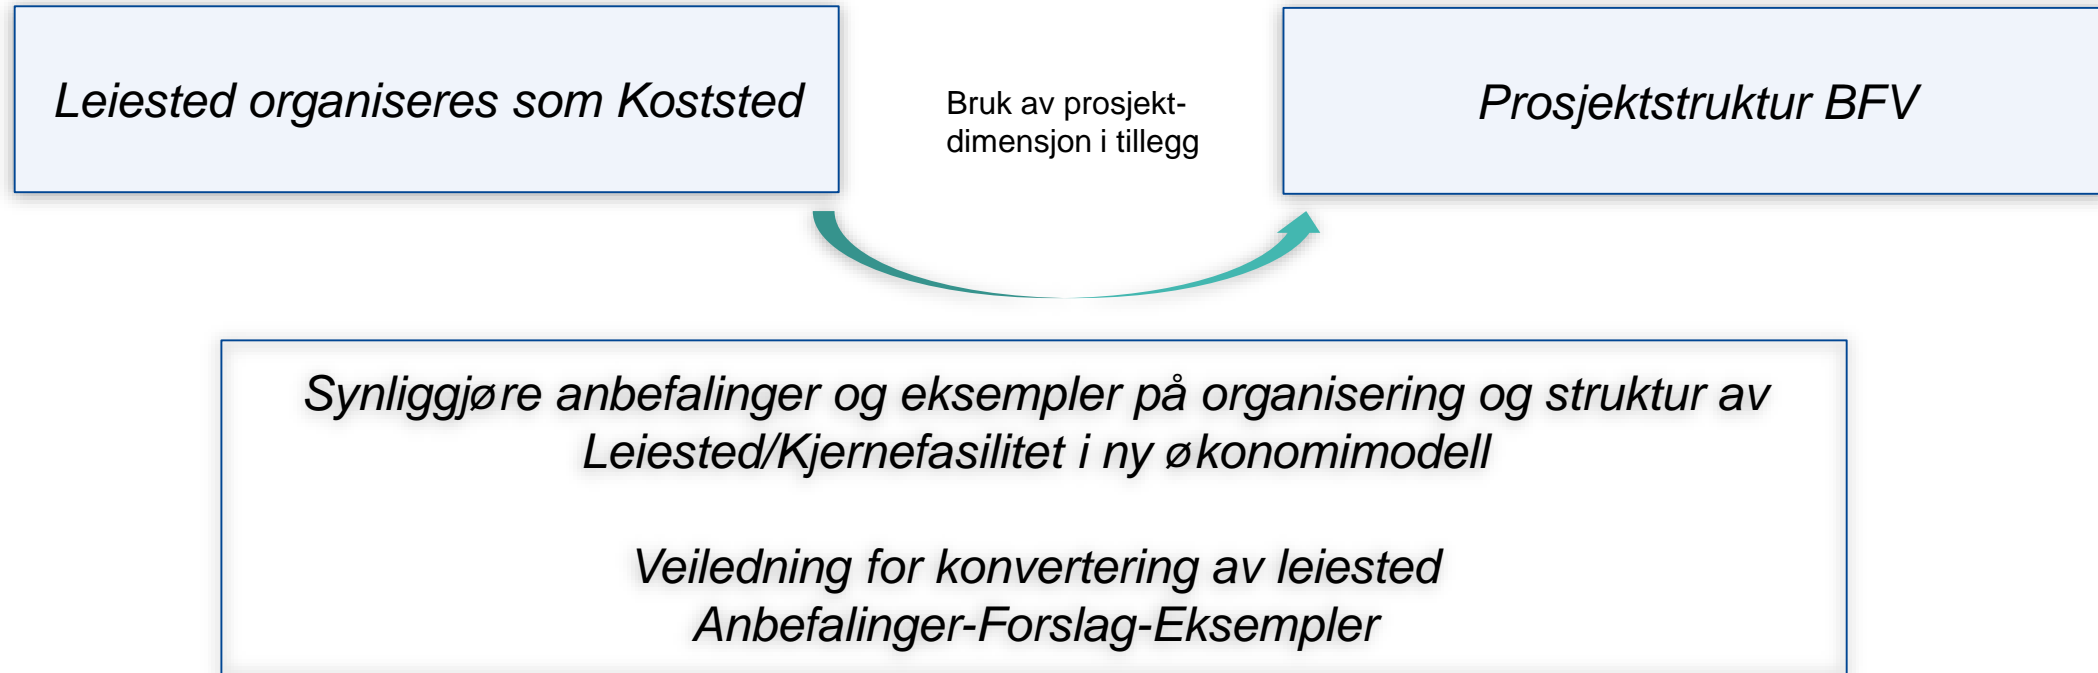 Leiested organiseres som Koststed
Bruk av prosjekt-
dimensjon i tillegg
Prosjektstruktur BFV
Synliggjøre anbefalinger og eksempler på organisering og struktur av
Leiested/Kjernefasilitet i ny økonomimodell
Veiledning for konvertering av leiested
Anbefalinger-Forslag-Eksempler